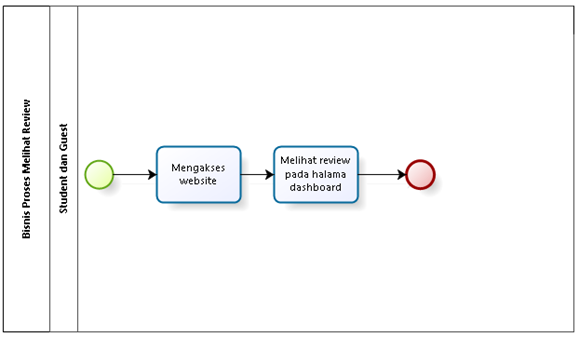 Bisnis Proses Melihat Review
Student dan Guest
Mengakses
website
Melihat review
pada halama
dashboard